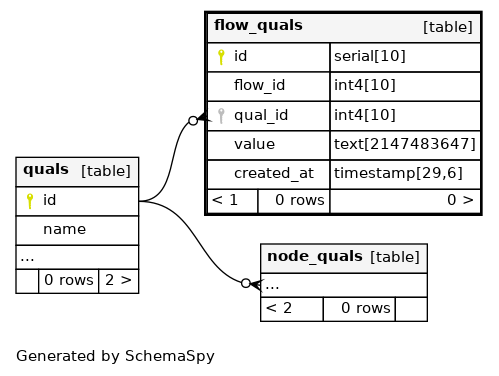 flow_quals [table]
id serial[10]
flow_id int4[10]
qual_id int4[10]
value text[2147483647]
created_at timestamp[29,6]
< 1 0 rows 0 >
quals [table]
id
name
...
0 rows 2 >
node_quals [table]
...
< 2 0 rows
Generated by SchemaSpy